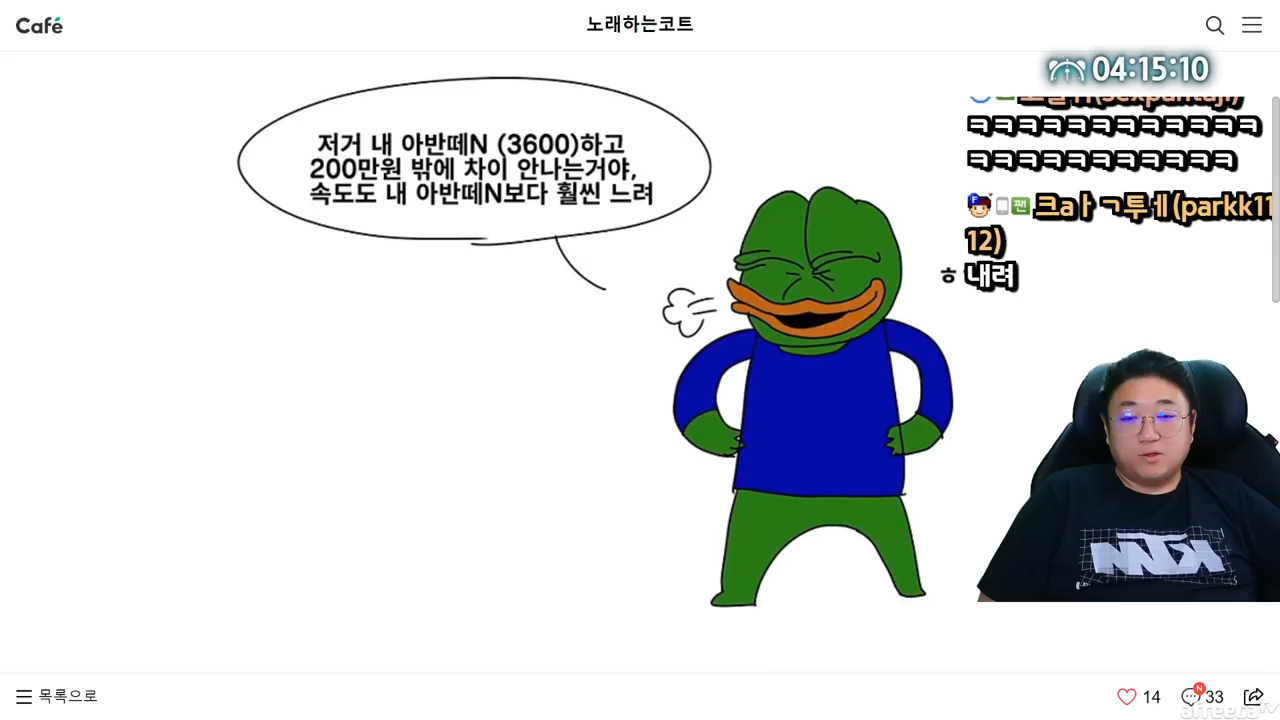 Café
노래하는코트
04:15:10
저거 내 아반떼N (3600)하고
200만원 밖에 차이 안나는거야,
속도도 내 아반떼N보다 훨씬 느려
ㅋㅋㅋㅋㅋㅋㅋㅋㅋㅋㅋㅋ
ㅋㅋㅋㅋㅋㅋㅋㅋㅋㅋㅋ
크aㅏㄱ투ㅔ(parkk11
12)
ㅎ 내려
목록으로
14
N
33
afreecaTV